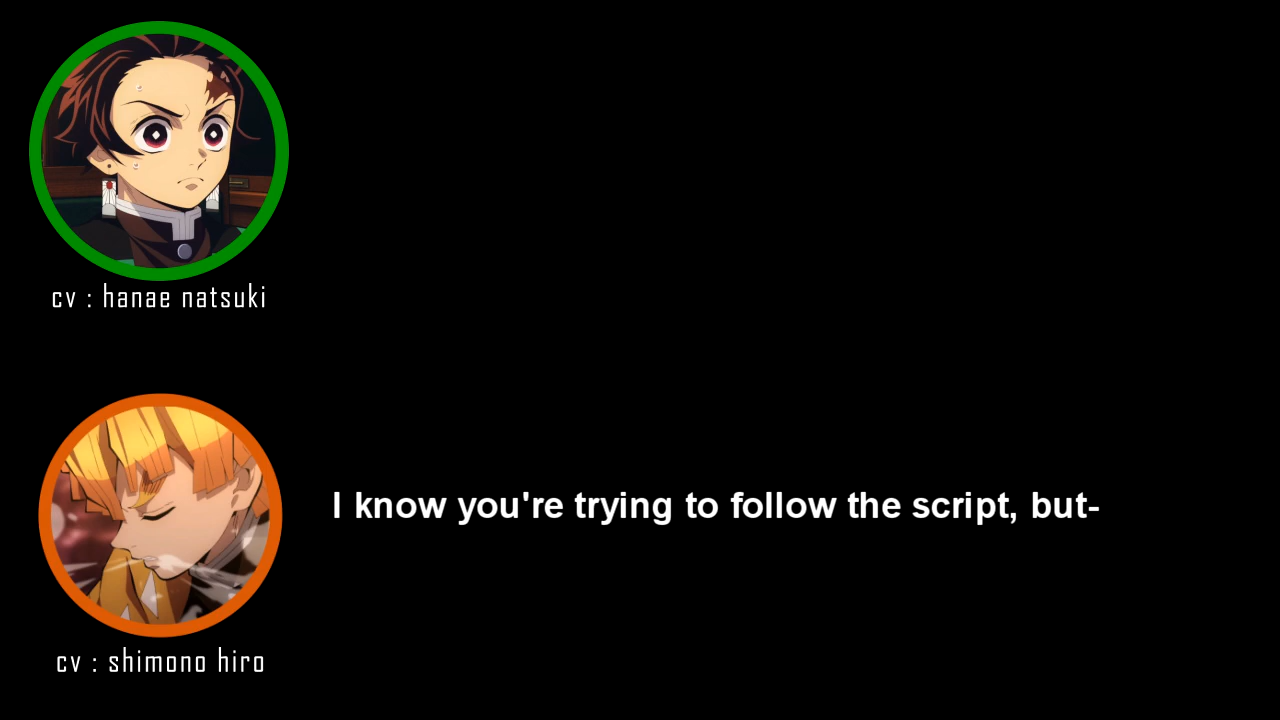 cv : hanae natsuki
I know you're trying to follow the script, but-
cv : shimono hiro